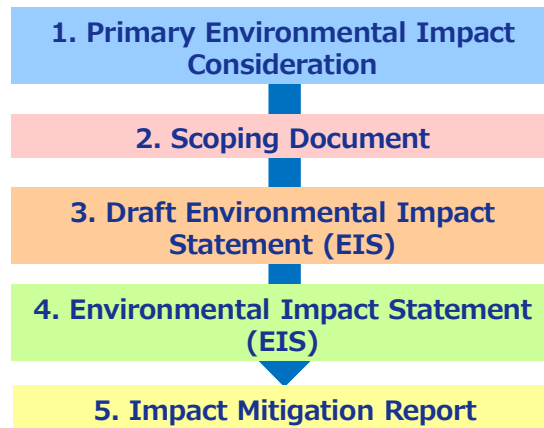 1. Primary Environmental Impact
Consideration
2. Scoping Document
3. Draft Environmental Impact
Statement (EIS)
4. Environmental Impact Statement
(EIS)
5. Impact Mitigation Report